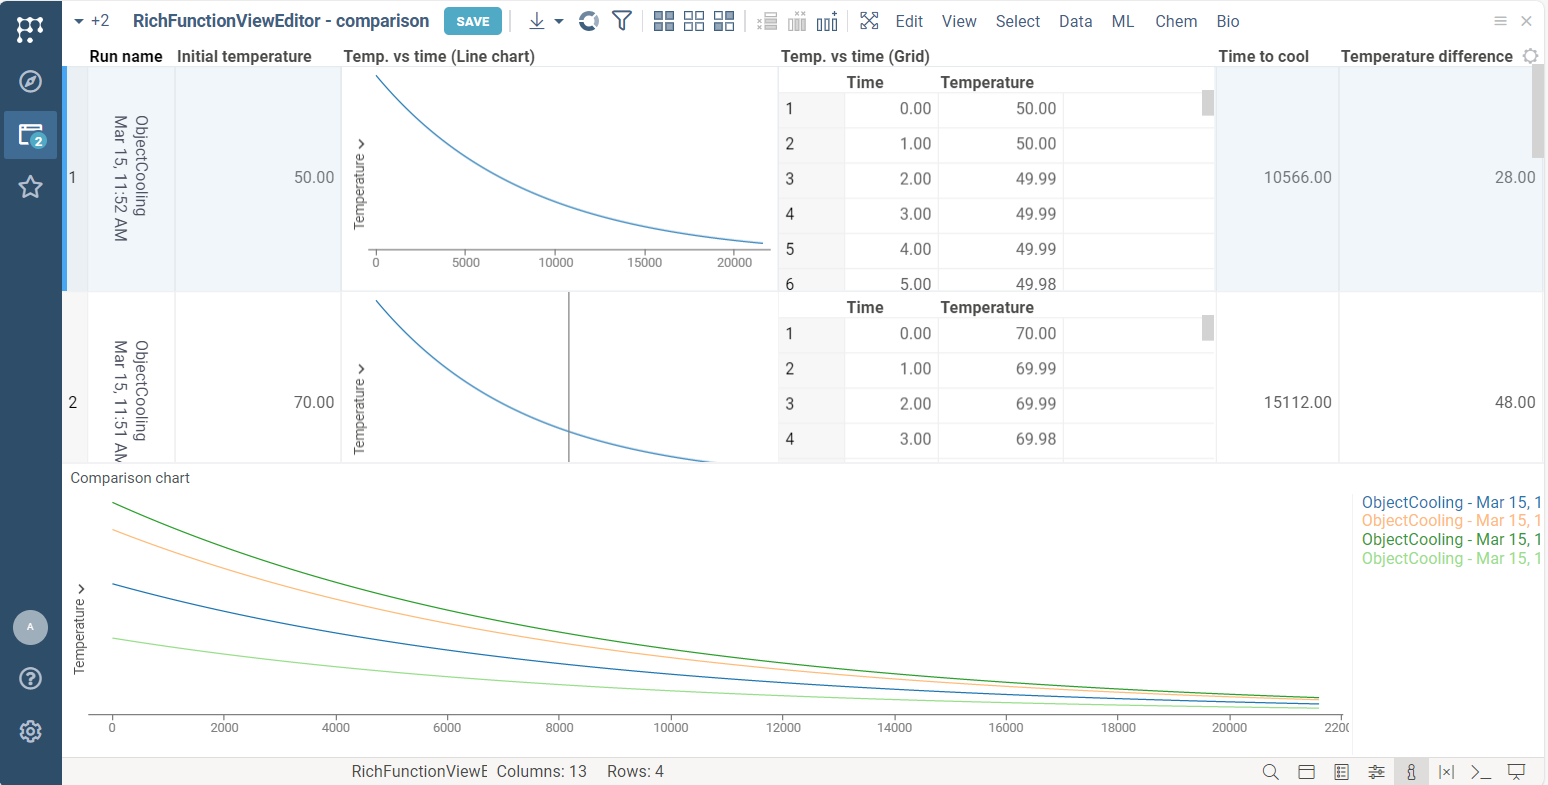 +2 RichFunctionViewEditor - comparison SAVE Edit View Select Data ML Chem Bio
Run name Initial temperature Temp. vs time (Line chart) Temp. vs time (Grid) Time to cool Temperature difference
2
1
ObjectCooling
Mar 15, 11:52 AM
50.00
Temperature
0 5000 10000 15000 20000
Time Temperature
1 0.00 50.00
2 1.00 50.00
3 2.00 49.99
4 3.00 49.99
5 4.00 49.99
6 5.00 49.98
10566.00 28.00
2
ObjectCooling
Mar 15, 11:51 AM
70.00
Temperature
Time Temperature
1 0.00 70.00
2 1.00 69.99
3 2.00 69.99
4 3.00 69.98
15112.00 48.00
Comparison chart
Temperature
0 2000 4000 6000 8000 10000 12000 14000 16000 18000 20000 2200
ObjectCooling - Mar 15, 1
ObjectCooling - Mar 15, 1
ObjectCooling - Mar 15, 1
ObjectCooling - Mar 15, 1
A
RichFunctionViewE Columns: 13 Rows: 4